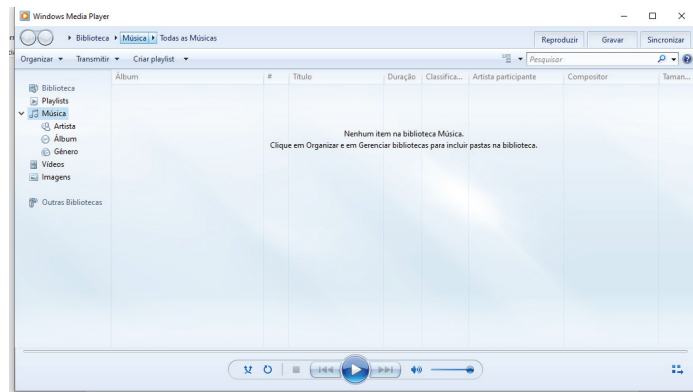 Windows Media Player
Biblioteca Música Todas as Músicas
Reproduzir Gravar Sincronizar
Organizar Transmitir Criar playlist
Pesquisar
Álbum # Título Duração Classifica... Artista participante Compositor Taman...
Biblioteca
Playlists
Música
Artista
Álbum
Gênero
Vídeos
Imagens
Outras Bibliotecas
Nenhum item na biblioteca Música.
Clique em Organizar e em Gerenciar bibliotecas para incluir pastas na biblioteca.